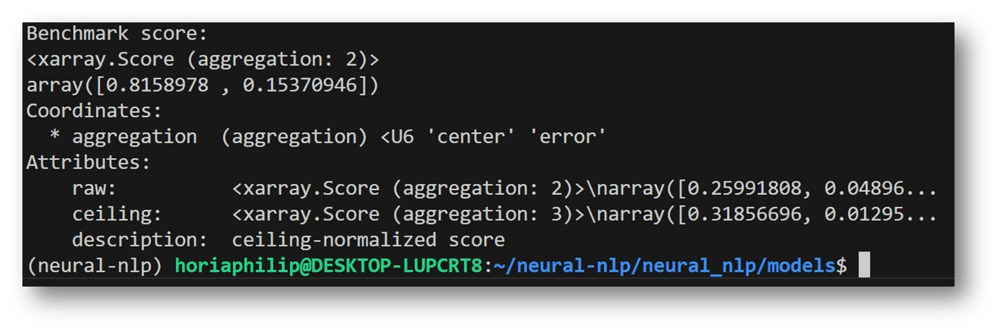 Benchmark score:
<xarray.Score (aggregation: 2)>
array([0.8158978 , 0.15370946])
Coordinates:
  * aggregation  (aggregation) <U6 'center' 'error'
Attributes:
    raw:          <xarray.Score (aggregation: 2)>\narray([0.25991808, 0.04896...
    ceiling:      <xarray.Score (aggregation: 3)>\narray([0.31856696, 0.01295...
    description:  ceiling-normalized score
(neural-nlp) horiaphilip@DESKTOP-LUPCRT8:~/neural-nlp/neural_nlp/models$